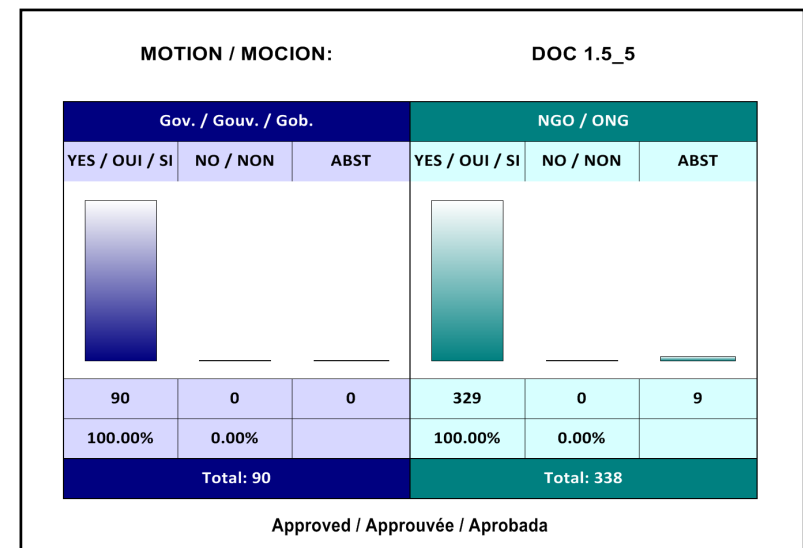 MOTION / MOCION: DOC 1.5_5
Gov. / Gouv. / Gob. NGO / ONG
YES / OUI / SI NO / NON ABST YES / OUI / SI NO / NON ABST
90 0 0 329 0 9
100.00% 0.00% 100.00% 0.00%
Total: 90 Total: 338
Approved / Approuvée / Aprobada